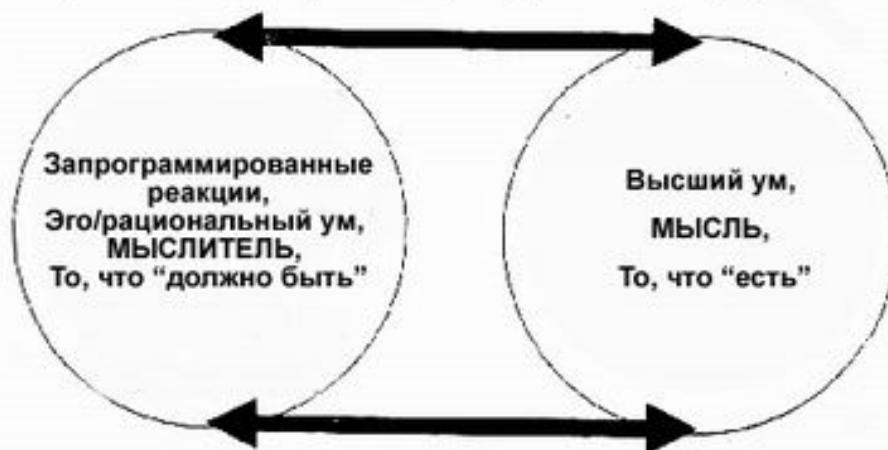 Запрограммированные
реакции,
Эго/рациональный ум,
МЫСЛИТЕЛЬ,
То, что “должно быть”
Высший ум,
МЫСЛЬ,
То, что “есть”